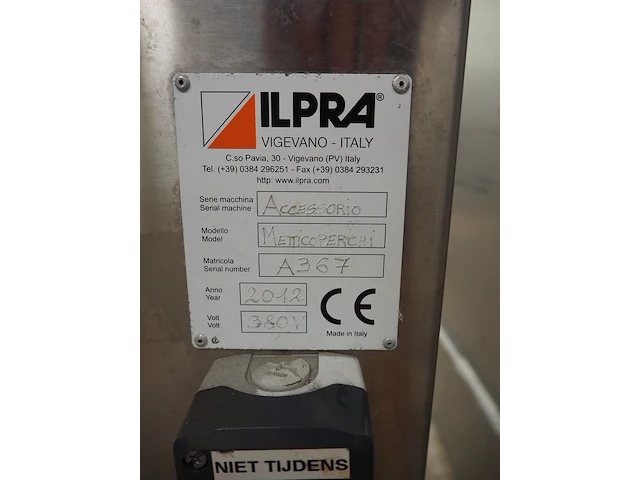 ILPRA®
VIGEVANO - ITALY
C.so Pavia, 30 - Vigevano (PV) Italy
Tel. (+39) 0384 296251 - Fax (+39) 0384 293231
http: www.ilpra.com
Serie macchina
Serial machine
ACCESSORIO
Modello
Model
METTICOPERCHI
Matricola
Serial number
A367
Anno
Year
2012
CE
Volt
Volt
380V
Made in Italy
NIET TIJDENS